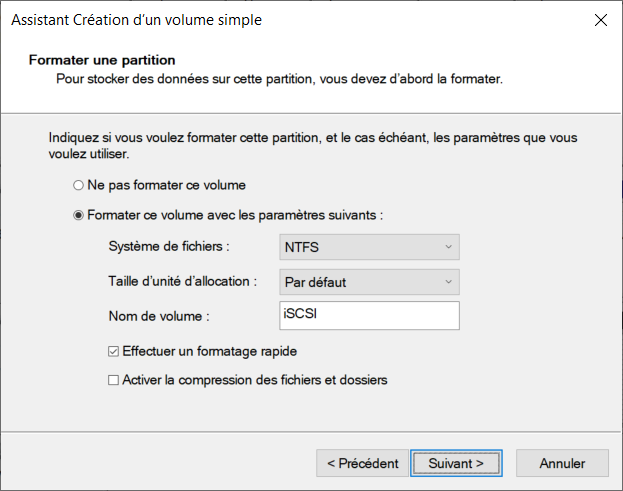 Assistant Création d’un volume simple
Formater une partition
Pour stocker des données sur cette partition, vous devez d’abord la formater.
Indiquez si vous voulez formater cette partition, et le cas échéant, les paramètres que vous
voulez utiliser.
Ne pas formater ce volume
Formater ce volume avec les paramètres suivants :
Système de fichiers : NTFS
Taille d’unité d’allocation : Par défaut
Nom de volume : iSCSI
Effectuer un formatage rapide
Activer la compression des fichiers et dossiers
< Précédent Suivant > Annuler